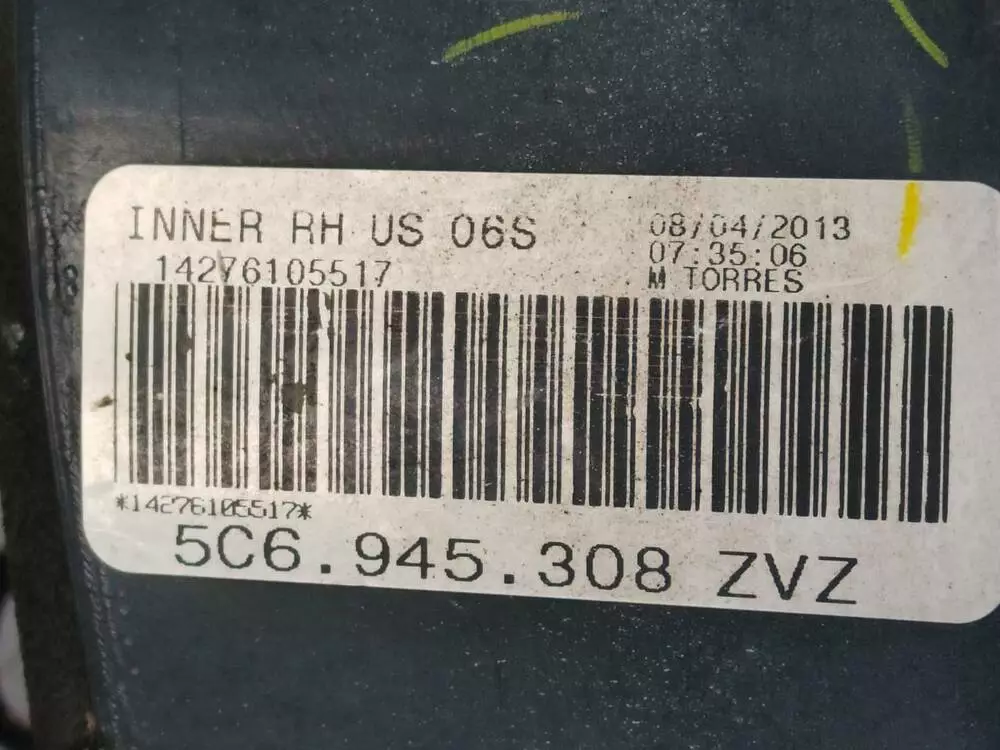 INNER RH US 06S
08/04/2013
07:35:06
14276105517
M TORRES
*14276105517*
5C6.945.308 ZVZ